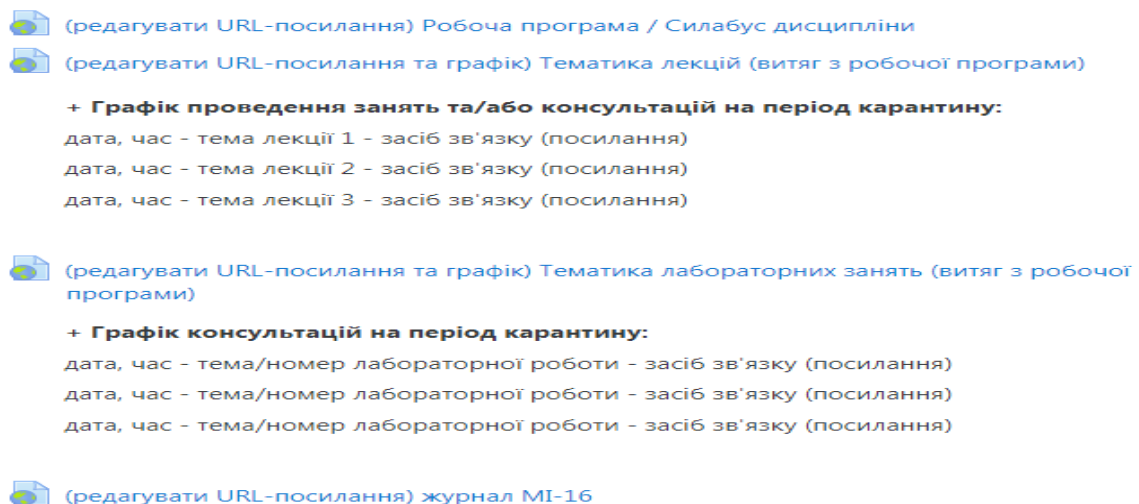 (редагувати URL-посилання) Робоча програма / Силабус дисципліни
(редагувати URL-посилання та графік) Тематика лекцій (витяг з робочої програми)
+ Графік проведення занять та/або консультацій на період карантину:
дата, час - тема лекції 1 - засіб зв'язку (посилання)
дата, час - тема лекції 2 - засіб зв'язку (посилання)
дата, час - тема лекції 3 - засіб зв'язку (посилання)
(редагувати URL-посилання та графік) Тематика лабораторних занять (витяг з робочої
програми)
+ Графік консультацій на період карантину:
дата, час - тема/номер лабораторної роботи - засіб зв'язку (посилання)
дата, час - тема/номер лабораторної роботи - засіб зв'язку (посилання)
дата, час - тема/номер лабораторної роботи - засіб зв'язку (посилання)
(редагувати URL-посилання) журнал МІ-16